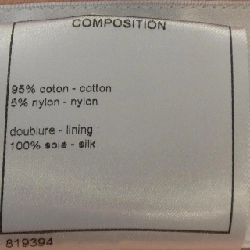 COMPOSITION
95% coton - cotton
5% nylon - nylon
doublure - lining
100% soie - silk
819394